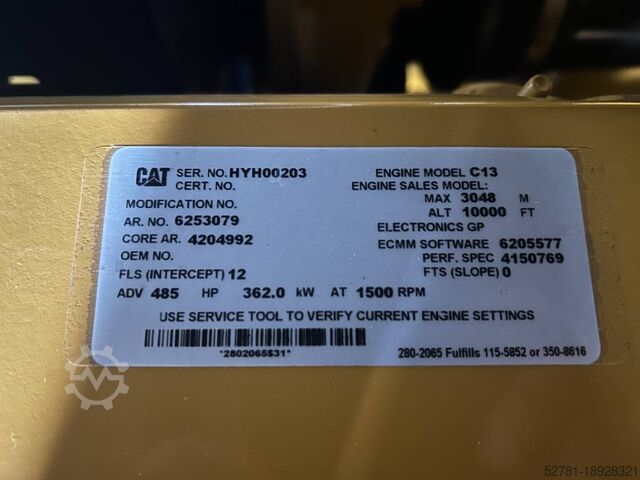 CAT SER. NO. HYH00203
CERT. NO.
MODIFICATION NO.
AR. NO. 6253079
CORE AR. 4204992
OEM NO.
FLS (INTERCEPT) 12
ENGINE MODEL C13
ENGINE SALES MODEL:
MAX 3048 M
ALT 10000 FT
ELECTRONICS GP
ECMM SOFTWARE 6205577
PERF. SPEC 4150769
FTS (SLOPE) 0
ADV 485 HP 362.0 kW AT 1500 RPM
USE SERVICE TOOL TO VERIFY CURRENT ENGINE SETTINGS
*2802065$31*
280-2065 Fulfills 115-5852 or 350-8616
52781-18928321